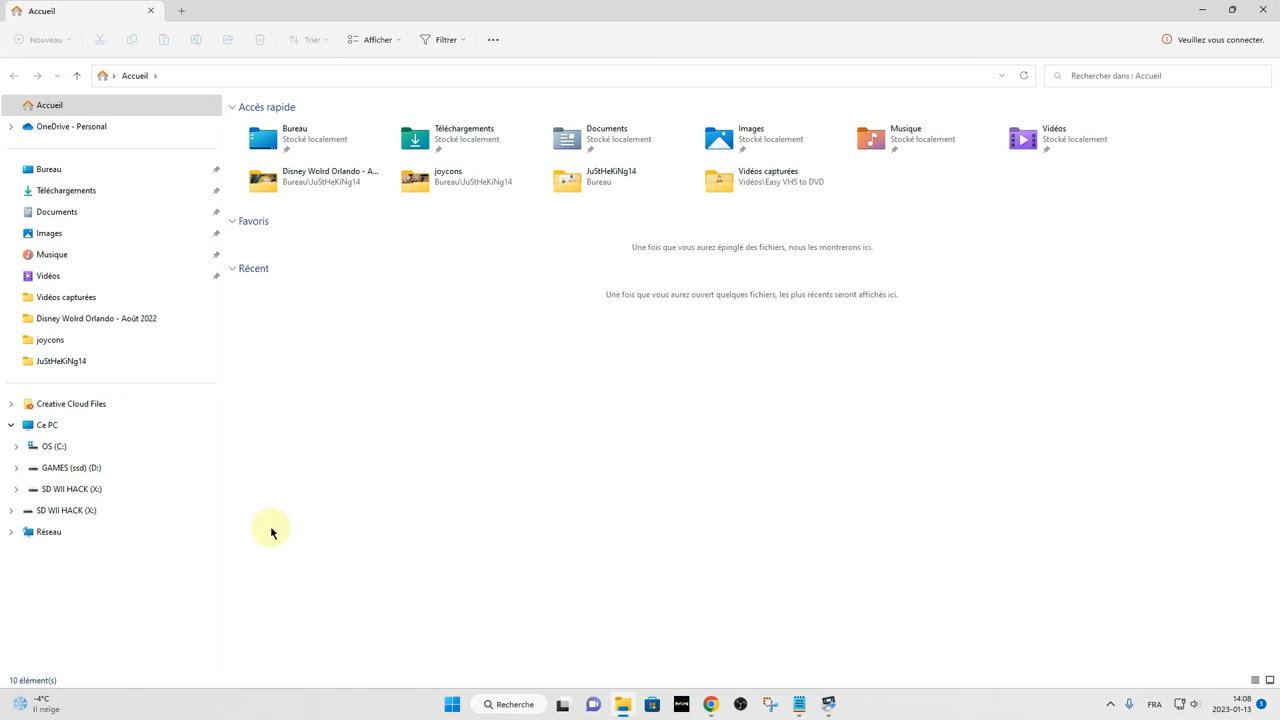 Accueil
Nouveau
Trier
Afficher
Filtrer
Veuillez vous connecter.
Accueil
Rechercher dans : Accueil
Accueil
OneDrive - Personal
Bureau
Téléchargements
Documents
Images
Musique
Vidéos
Vidéos capturées
Disney Wolrd Orlando - Août 2022
joycons
JuStHeKiNg14
Creative Cloud Files
Ce PC
OS (C:)
GAMES (ssd) (D:)
SD WII HACK (X:)
SD WII HACK (X:)
Réseau
Accès rapide
Bureau
Stocké localement
Téléchargements
Stocké localement
Documents
Stocké localement
Images
Stocké localement
Musique
Stocké localement
Vidéos
Stocké localement
Disney Wolrd Orlando - A...
Bureau\JuStHeKiNg14
joycons
Bureau\JuStHeKiNg14
JuStHeKiNg14
Bureau
Vidéos capturées
Vidéos\Easy VHS to DVD
Favoris
Une fois que vous aurez épinglé des fichiers, nous les montrerons ici.
Récent
Une fois que vous aurez ouvert quelques fichiers, les plus récents seront affichés ici.
10 élément(s)
-4°C
Il neige
Recherche
FRA
14:08
2023-01-13
3